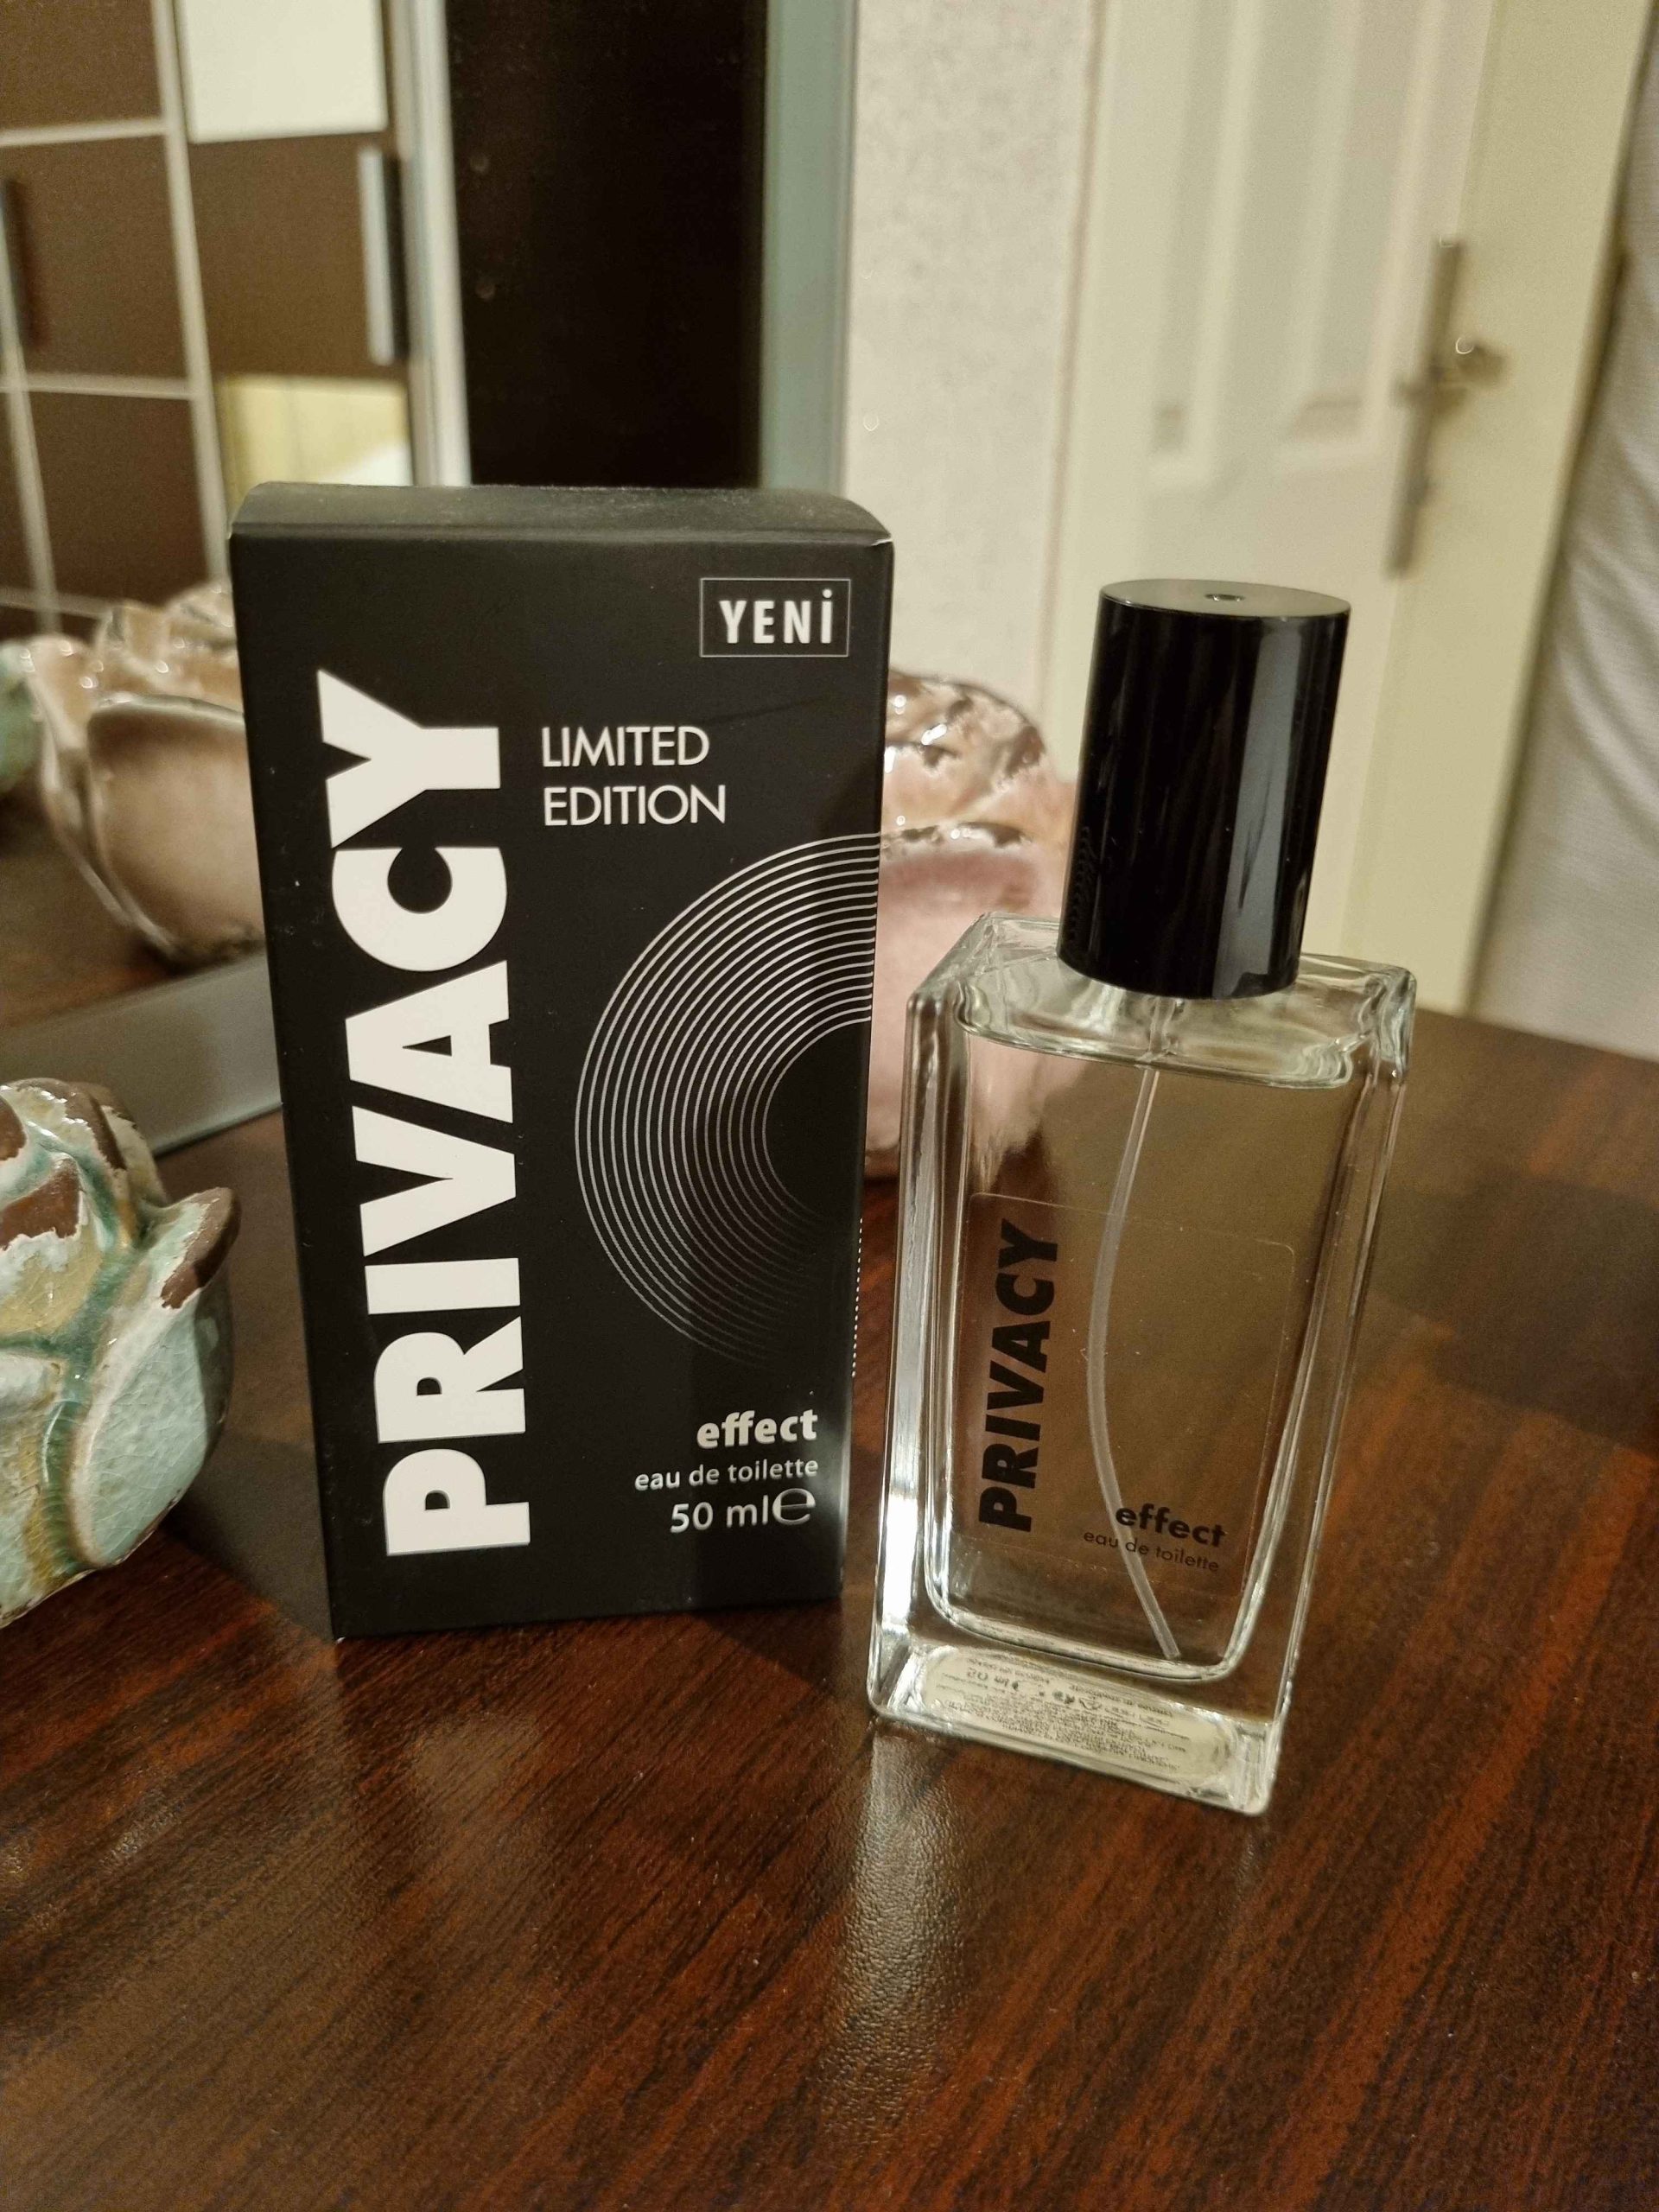 YENİ
PRIVACY
LIMITED
EDITION
effect
eau de toilette
50 ml e
PRIVACY
effect
eau de toilette